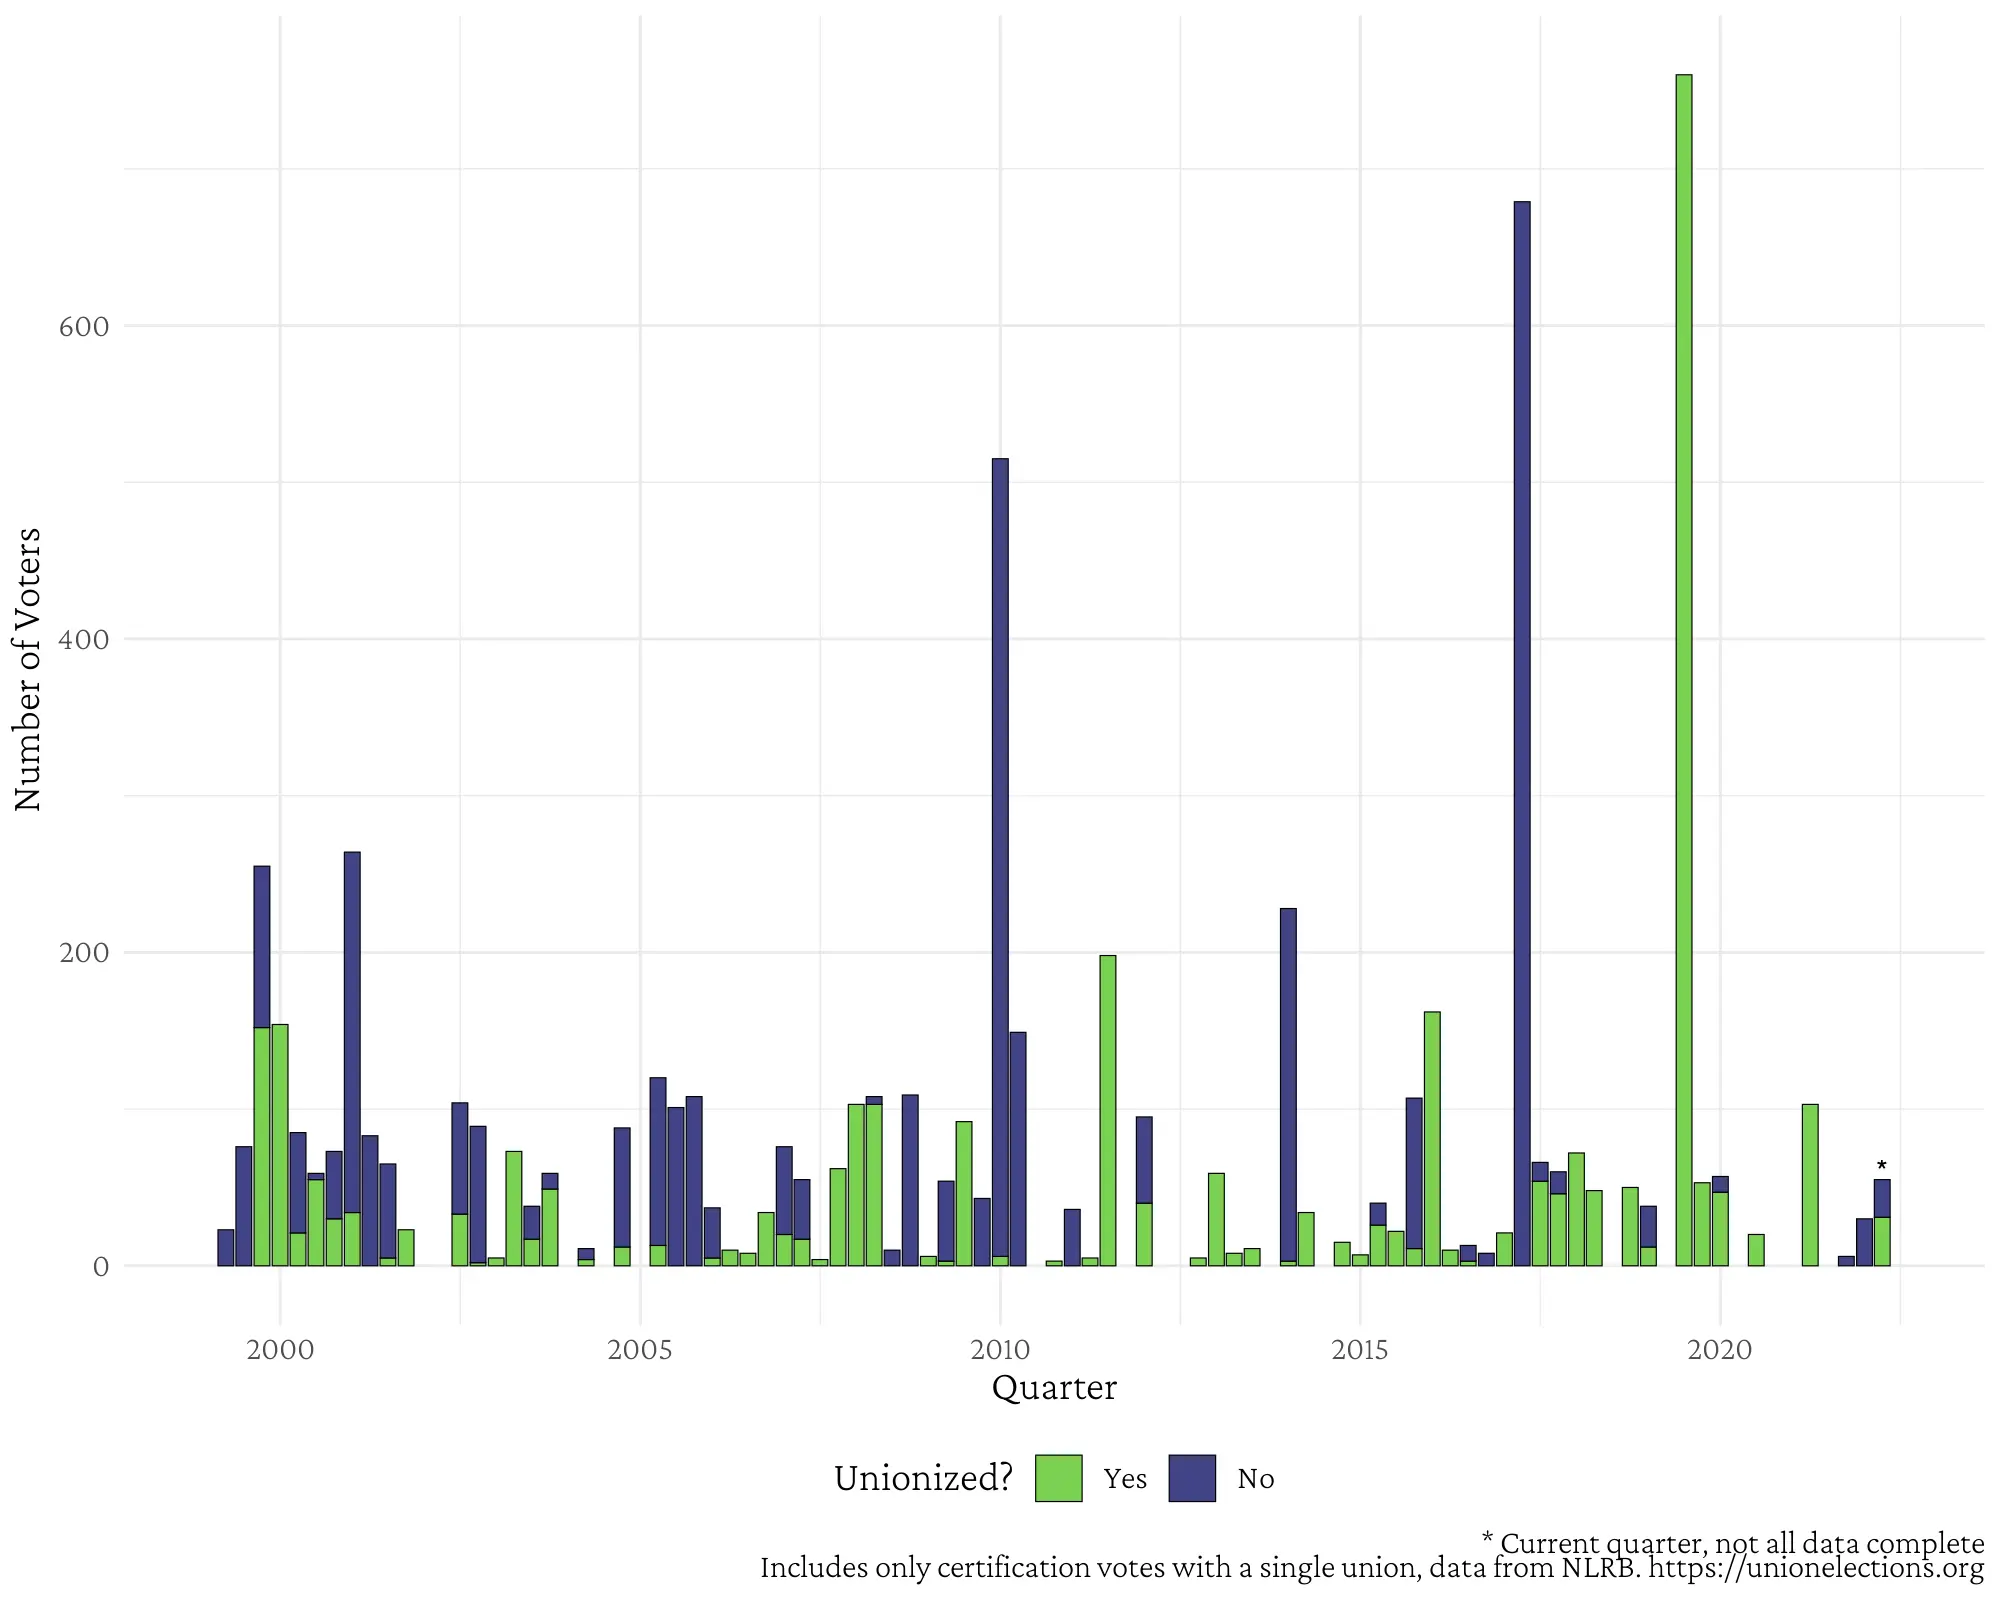 Number of Voters
600
400
200
0
*
2000 2005 2010 2015 2020
Quarter
Unionized? Yes No
* Current quarter, not all data complete
Includes only certification votes with a single union, data from NLRB. https://unionelections.org